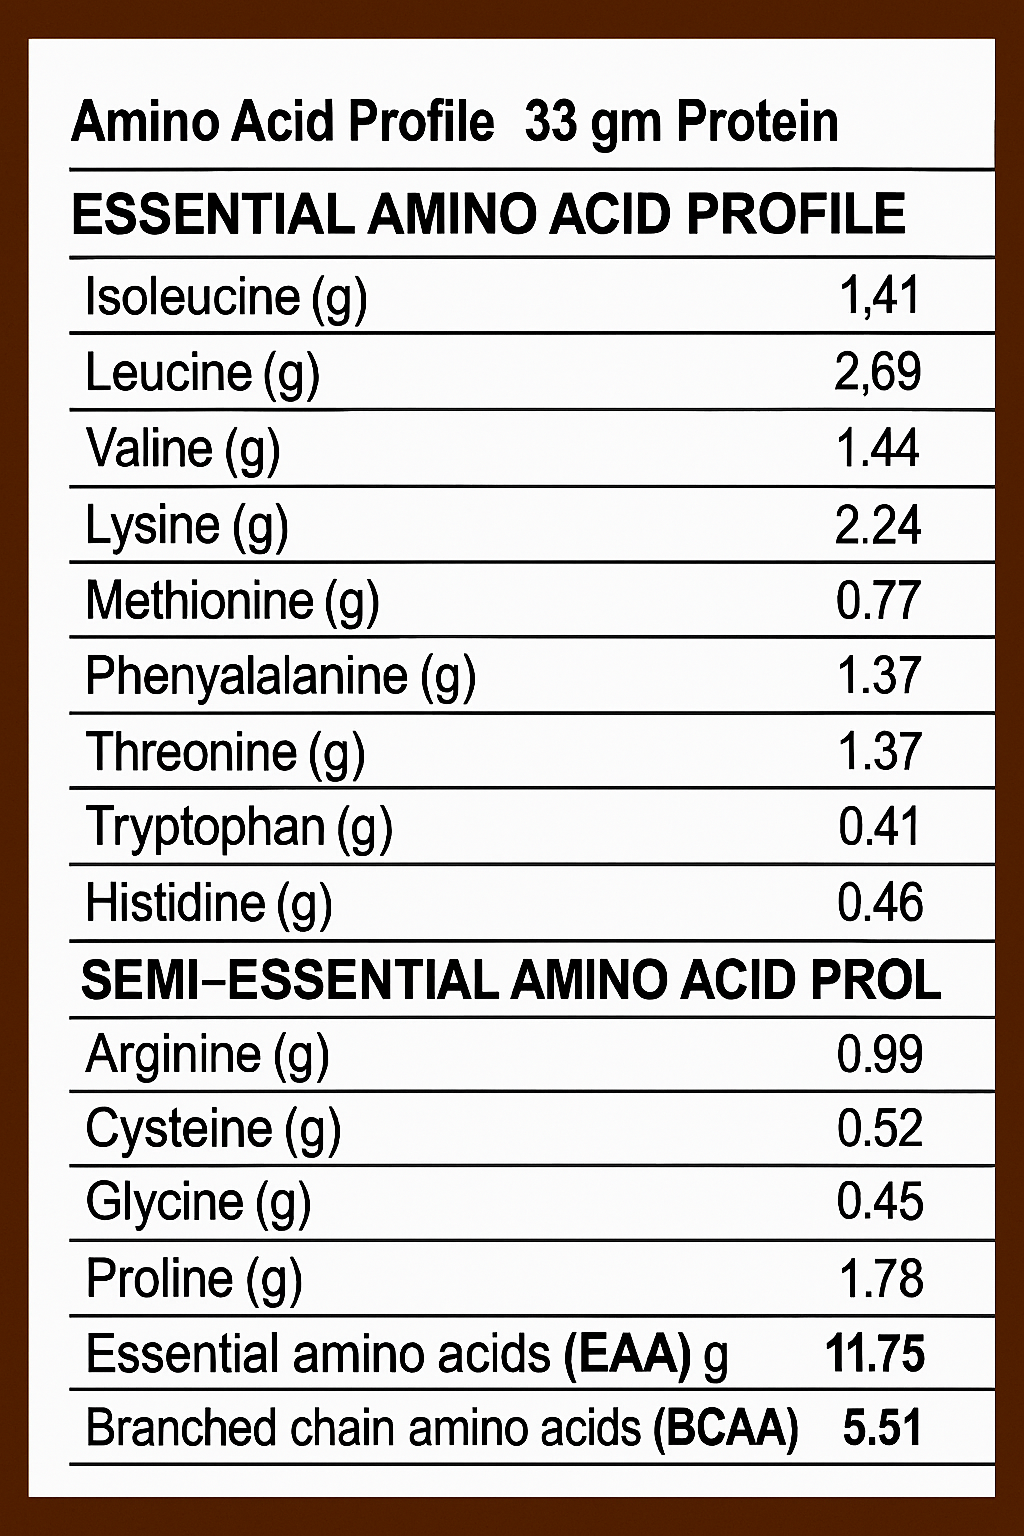 Amino Acid Profile 33 gm Protein
ESSENTIAL AMINO ACID PROFILE
Isoleucine (g) 1,41
Leucine (g) 2,69
Valine (g) 1.44
Lysine (g) 2.24
Methionine (g) 0.77
Phenyalalanine (g) 1.37
Threonine (g) 1.37
Tryptophan (g) 0.41
Histidine (g) 0.46
SEMI–ESSENTIAL AMINO ACID PROL
Arginine (g) 0.99
Cysteine (g) 0.52
Glycine (g) 0.45
Proline (g) 1.78
Essential amino acids (EAA) g 11.75
Branched chain amino acids (BCAA) 5.51